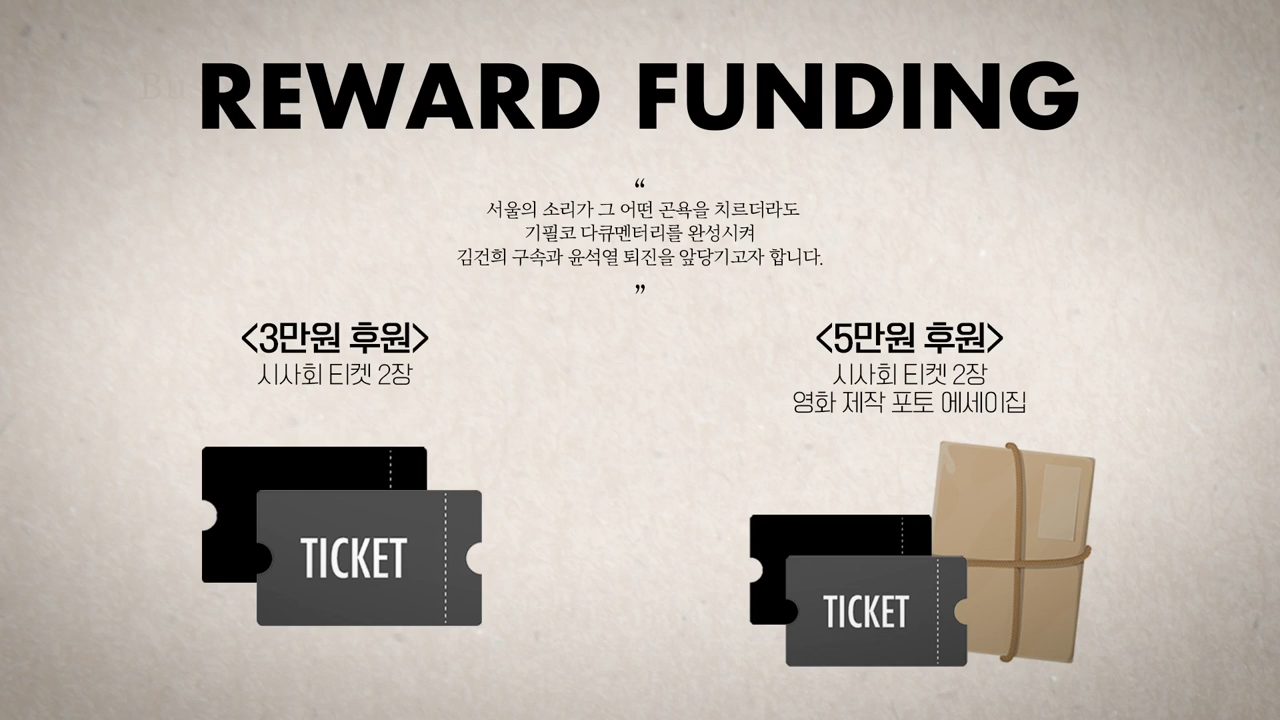 REWARD FUNDING
“
서울의 소리가 그 어떤 곤욕을 치르더라도
기필코 다큐멘터리를 완성시켜
김건희 구속과 윤석열 퇴진을 앞당기고자 합니다.
”
<3만원 후원>
시사회 티켓 2장
<5만원 후원>
시사회 티켓 2장
영화 제작 포토 에세이집
TICKET
TICKET